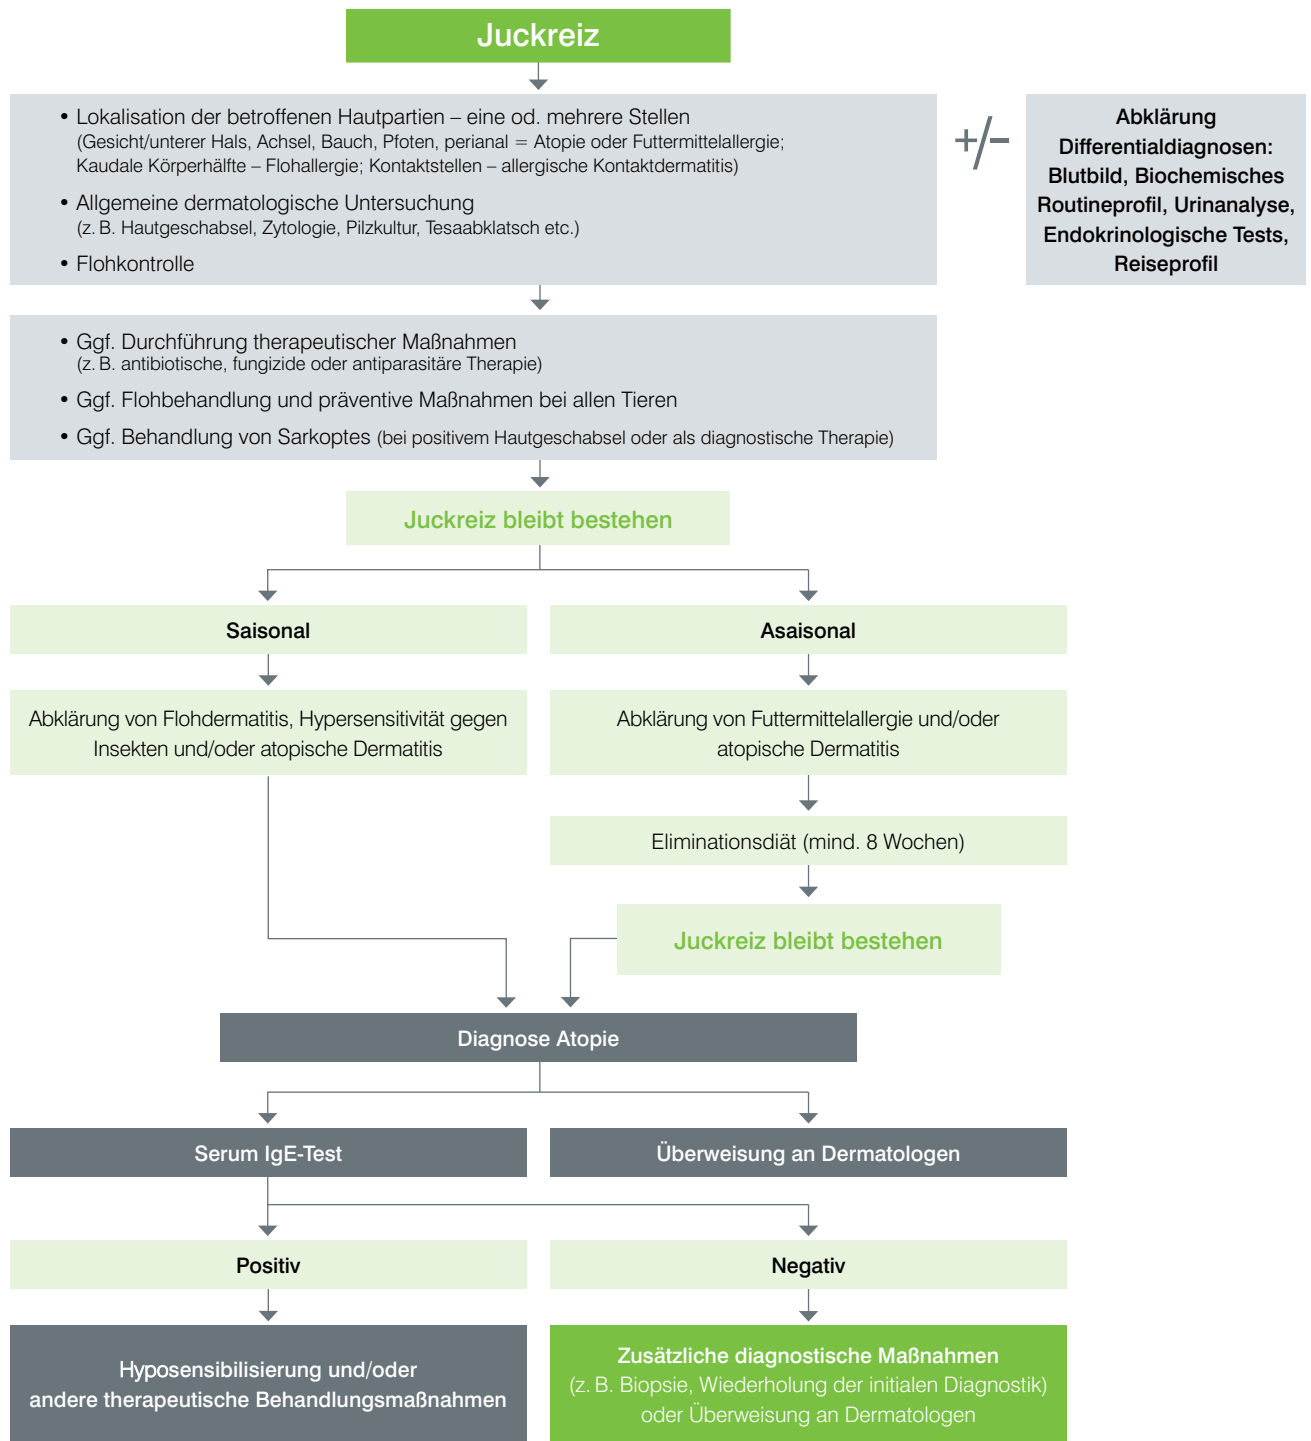 Juckreiz
• Lokalisation der betroffenen Hautpartien – eine od. mehrere Stellen
(Gesicht/unterer Hals, Achsel, Bauch, Pfoten, perianal = Atopie oder Futtermittelallergie;
Kaudale Körperhälfte – Flohallergie; Kontaktstellen – allergische Kontaktdermatitis)
• Allgemeine dermatologische Untersuchung
(z. B. Hautgeschabsel, Zytologie, Pilzkultur, Tesaabklatsch etc.)
• Flohkontrolle
+/–
Abklärung
Differentialdiagnosen:
Blutbild, Biochemisches
Routineprofil, Urinanalyse,
Endokrinologische Tests,
Reiseprofil
• Ggf. Durchführung therapeutischer Maßnahmen
(z. B. antibiotische, fungizide oder antiparasitäre Therapie)
• Ggf. Flohbehandlung und präventive Maßnahmen bei allen Tieren
• Ggf. Behandlung von Sarkoptes (bei positivem Hautgeschabsel oder als diagnostische Therapie)
Juckreiz bleibt bestehen
Saisonal
Asaisonal
Abklärung von Flohdermatitis, Hypersensitivität gegen
Insekten und/oder atopische Dermatitis
Abklärung von Futtermittelallergie und/oder
atopische Dermatitis
Eliminationsdiät (mind. 8 Wochen)
Juckreiz bleibt bestehen
Diagnose Atopie
Serum IgE-Test
Überweisung an Dermatologen
Positiv
Negativ
Hyposensibilisierung und/oder
andere therapeutische Behandlungsmaßnahmen
Zusätzliche diagnostische Maßnahmen
(z. B. Biopsie, Wiederholung der initialen Diagnostik)
oder Überweisung an Dermatologen